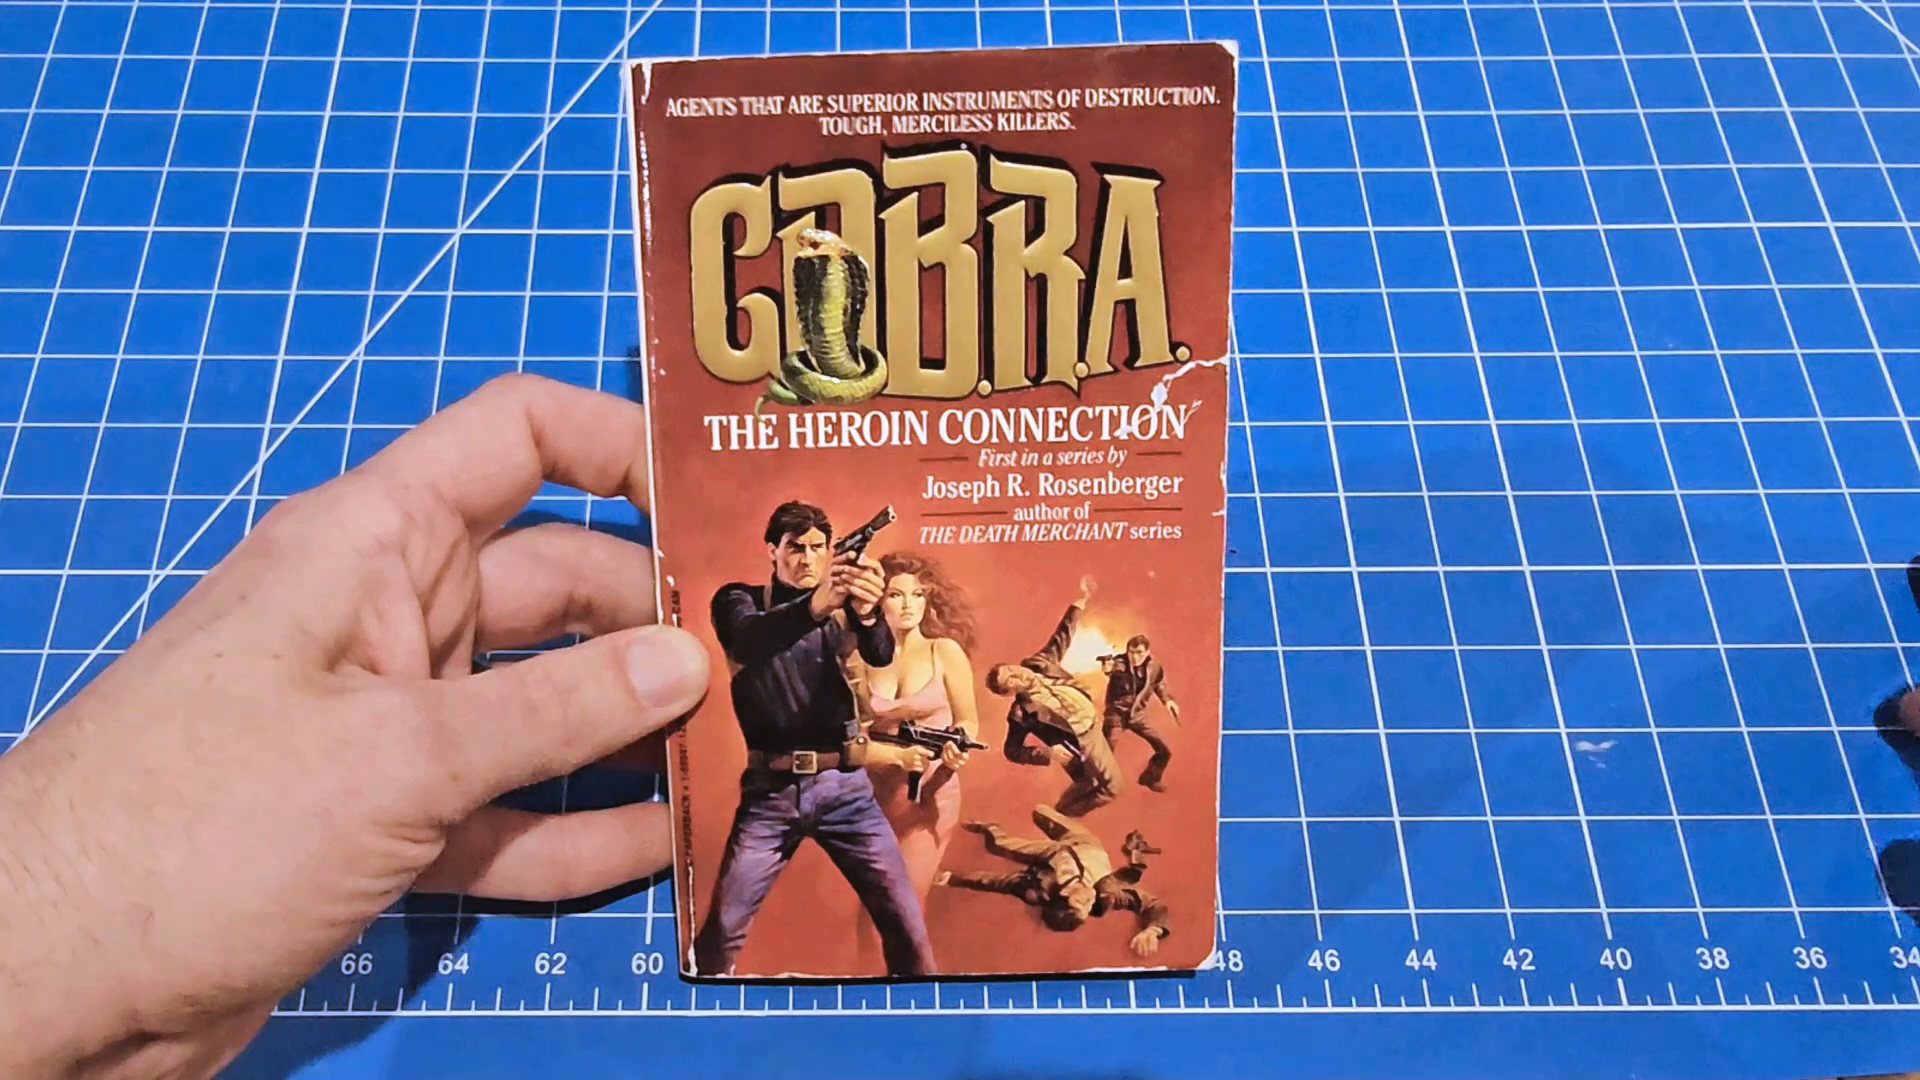 AGENTS THAT ARE SUPERIOR INSTRUMENTS OF DESTRUCTION.
TOUGH, MERCILESS KILLERS.
C.O.B.R.A.
THE HEROIN CONNECTION
First in a series by
Joseph R. Rosenberger
author of
THE DEATH MERCHANT series
66 64 62 60 48 46 44 42 40 38 36 34